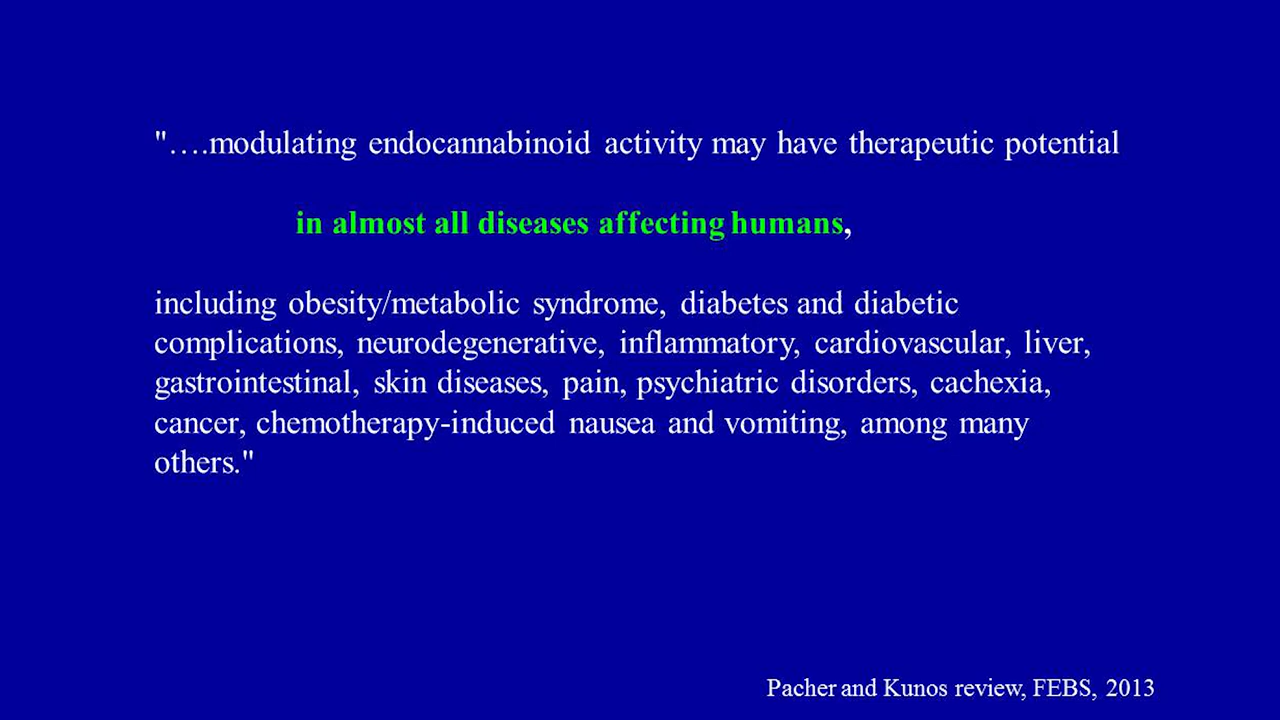 "….modulating endocannabinoid activity may have therapeutic potential
in almost all diseases affecting humans,
including obesity/metabolic syndrome, diabetes and diabetic
complications, neurodegenerative, inflammatory, cardiovascular, liver,
gastrointestinal, skin diseases, pain, psychiatric disorders, cachexia,
cancer, chemotherapy-induced nausea and vomiting, among many
others."
Pacher and Kunos review, FEBS, 2013